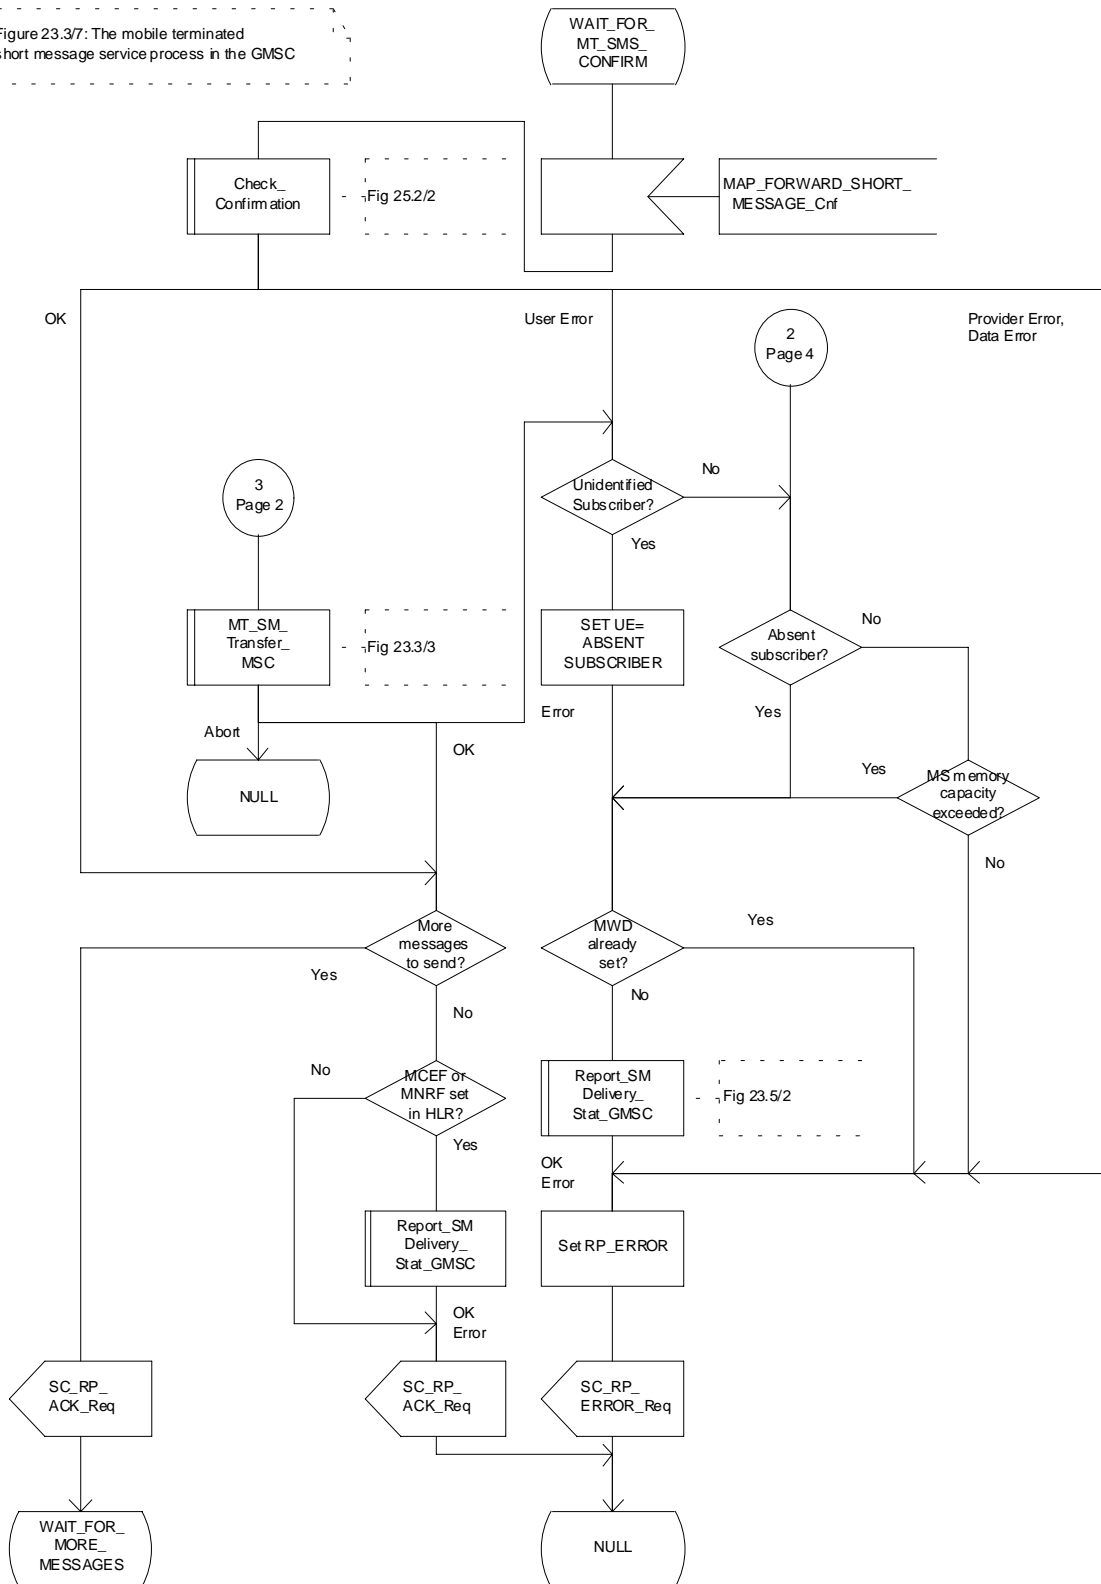 Figure 23.3/7: The mobile terminated
short message service process in the GMSC
WAIT_FOR_
MT_SMS_
CONFIRM
Check_
Confirmation
Fig 25.2/2
MAP_FORWARD_SHORT_
MESSAGE_Cnf
OK
User Error
Provider Error,
Data Error
2
Page 4
3
Page 2
Unidentified
Subscriber?
No
Yes
MT_SM_
Transfer_
MSC
Fig 23.3/3
SET UE=
ABSENT
SUBSCRIBER
Absent
subscriber?
No
Error
Yes
Abort
OK
NULL
Yes
MS memory
capacity
exceeded?
No
More
messages
to send?
Yes
No
MWD
already
set?
Yes
No
No
MCEF or
MNRF set
in HLR?
Yes
Report_SM
Delivery_
Stat_GMSC
Fig 23.5/2
OK
Error
Report_SM
Delivery_
Stat_GMSC
Set RP_ERROR
OK
Error
SC_RP_
ACK_Req
SC_RP_
ACK_Req
SC_RP_
ERROR_Req
WAIT_FOR_
MORE_
MESSAGES
NULL